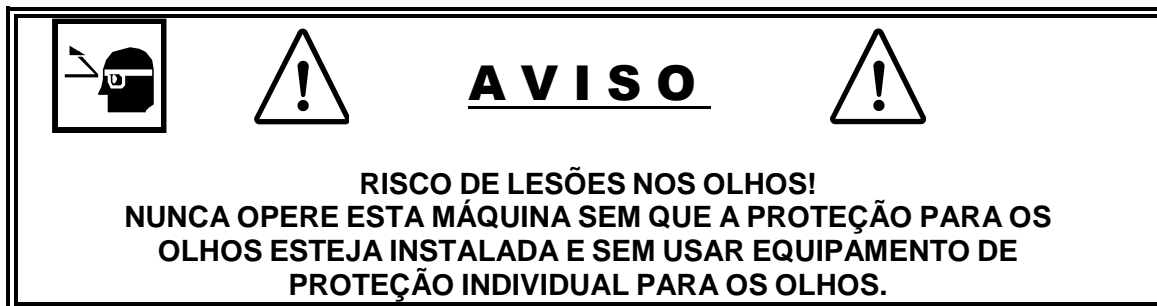 AVISO
RISCO DE LESÕES NOS OLHOS!
NUNCA OPERE ESTA MÁQUINA SEM QUE A PROTEÇÃO PARA OS
OLHOS ESTEJA INSTALADA E SEM USAR EQUIPAMENTO DE
PROTEÇÃO INDIVIDUAL PARA OS OLHOS.